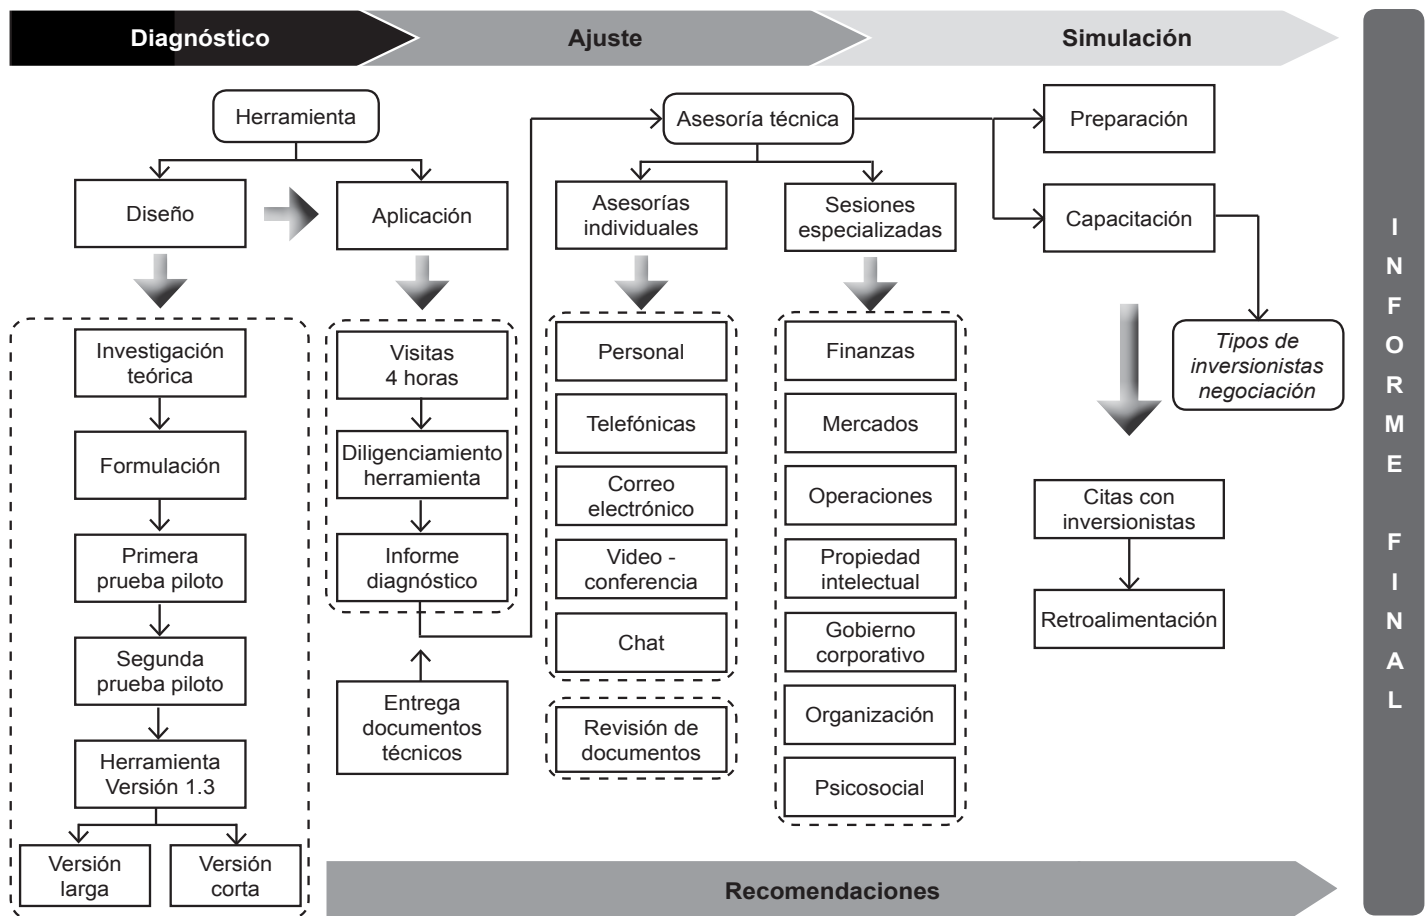 Diagnóstico
Ajuste
Simulación
Herramienta
Diseño
Aplicación
Investigación
teórica
Formulación
Primera
prueba piloto
Segunda
prueba piloto
Herramienta
Versión 1.3
Versión
larga
Versión
corta
Visitas
4 horas
Diligenciamiento
herramienta
Informe
diagnóstico
Entrega
documentos
técnicos
Asesoría técnica
Asesorías
individuales
Personal
Telefónicas
Correo
electrónico
Video -
conferencia
Chat
Revisión de
documentos
Sesiones
especializadas
Finanzas
Mercados
Operaciones
Propiedad
intelectual
Gobierno
corporativo
Organización
Psicosocial
Preparación
Capacitación
Tipos de
inversionistas
negociación
Citas con
inversionistas
Retroalimentación
Recomendaciones
INFORME FINAL